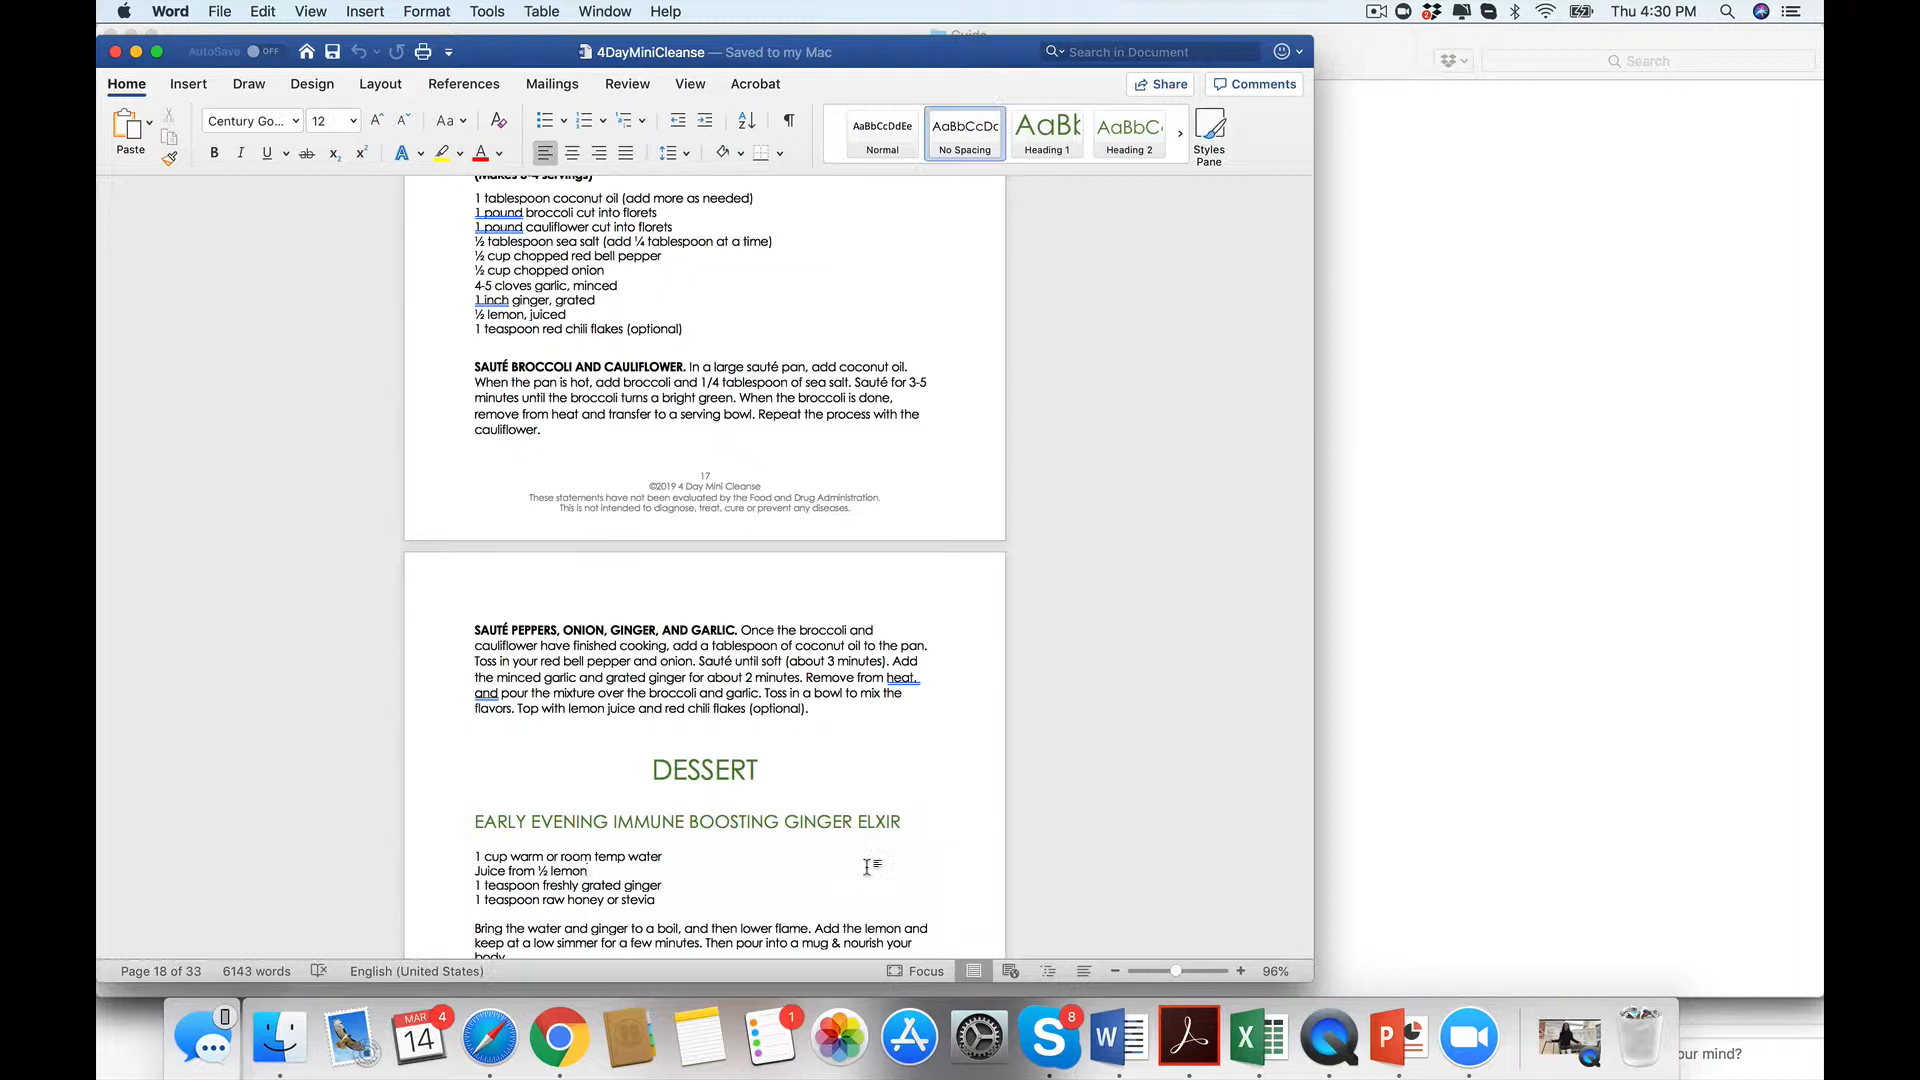 Word File Edit View Insert Format Tools Table Window Help
2
Thu 4:30 PM
AutoSave OFF
4DayMiniCleanse — Saved to my Mac
Search in Document
Guide
Search
Home Insert Draw Design Layout References Mailings Review View Acrobat
Share Comments
Paste
Century Go... 12
AaBbCcDdEe Normal
AaBbCcDc No Spacing
AaBb Heading 1
AaBbC Heading 2
Styles Pane
(Makes 3-4 servings)
1 tablespoon coconut oil (add more as needed)
1 pound broccoli cut into florets
1 pound cauliflower cut into florets
½ tablespoon sea salt (add ¼ tablespoon at a time)
½ cup chopped red bell pepper
½ cup chopped onion
4-5 cloves garlic, minced
1 inch ginger, grated
½ lemon, juiced
1 teaspoon red chili flakes (optional)
SAUTÉ BROCCOLI AND CAULIFLOWER. In a large sauté pan, add coconut oil.
When the pan is hot, add broccoli and 1/4 tablespoon of sea salt. Sauté for 3-5
minutes until the broccoli turns a bright green. When the broccoli is done,
remove from heat and transfer to a serving bowl. Repeat the process with the
cauliflower.
17
©2019 4 Day Mini Cleanse
These statements have not been evaluated by the Food and Drug Administration.
This is not intended to diagnose, treat, cure or prevent any diseases.
SAUTÉ PEPPERS, ONION, GINGER, AND GARLIC. Once the broccoli and
cauliflower have finished cooking, add a tablespoon of coconut oil to the pan.
Toss in your red bell pepper and onion. Sauté until soft (about 3 minutes). Add
the minced garlic and grated ginger for about 2 minutes. Remove from heat,
and pour the mixture over the broccoli and garlic. Toss in a bowl to mix the
flavors. Top with lemon juice and red chili flakes (optional).
DESSERT
EARLY EVENING IMMUNE BOOSTING GINGER ELXIR
1 cup warm or room temp water
Juice from ½ lemon
1 teaspoon freshly grated ginger
1 teaspoon raw honey or stevia
Bring the water and ginger to a boil, and then lower flame. Add the lemon and
keep at a low simmer for a few minutes. Then pour into a mug & nourish your
body.
Page 18 of 33 6143 words English (United States) Focus 96%
MAR 14 4
1
8
our mind?